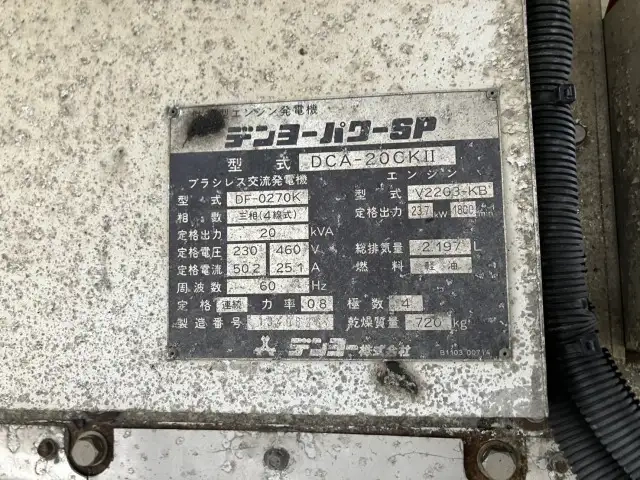 エンジン発電機
デンヨーパワーSP
型式 DCA-20CKII
ブラシレス交流発電機 エンジン
型式 DF-0270K 型式 V2203-KB
相数 三相(4線式) 定格出力 23.7 kW 1800
定格出力 20 kVA
定格電圧 230 460 V 総排気量 2.197 L
定格電流 50.2 25.1 A 燃料 軽油
周波数 60 Hz
定格 連続 力率 0.8 極数 4
製造番号 乾燥質量 720 kg
デンヨー株式会社 B1103 00714